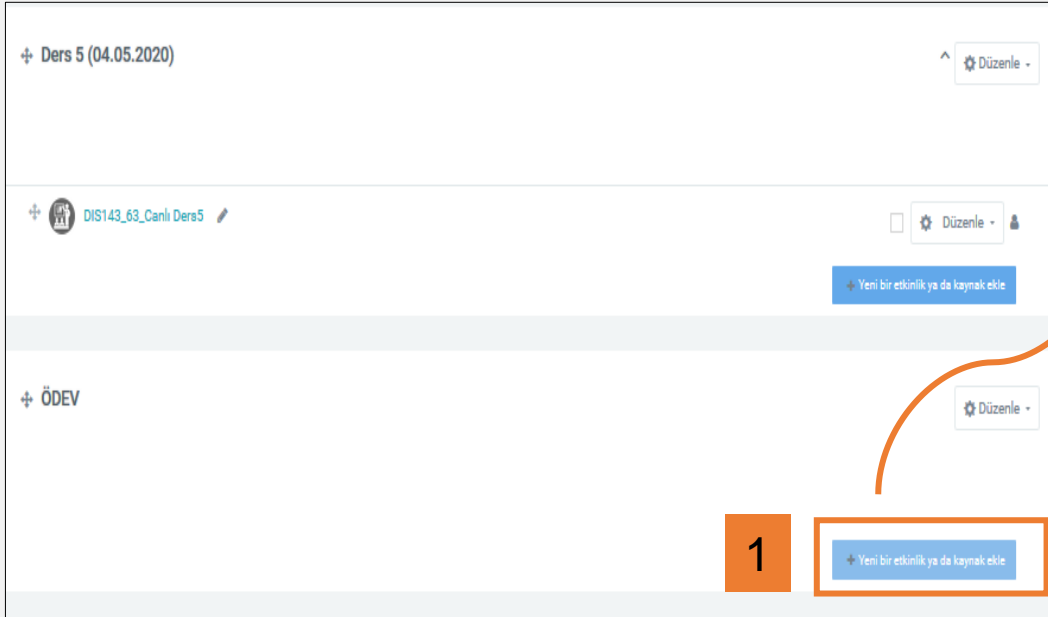 Ders 5 (04.05.2020)
Düzenle
DIS143_63_Canlı Ders5
Düzenle
+ Yeni bir etkinlik ya da kaynak ekle
ÖDEV
Düzenle
1
+ Yeni bir etkinlik ya da kaynak ekle